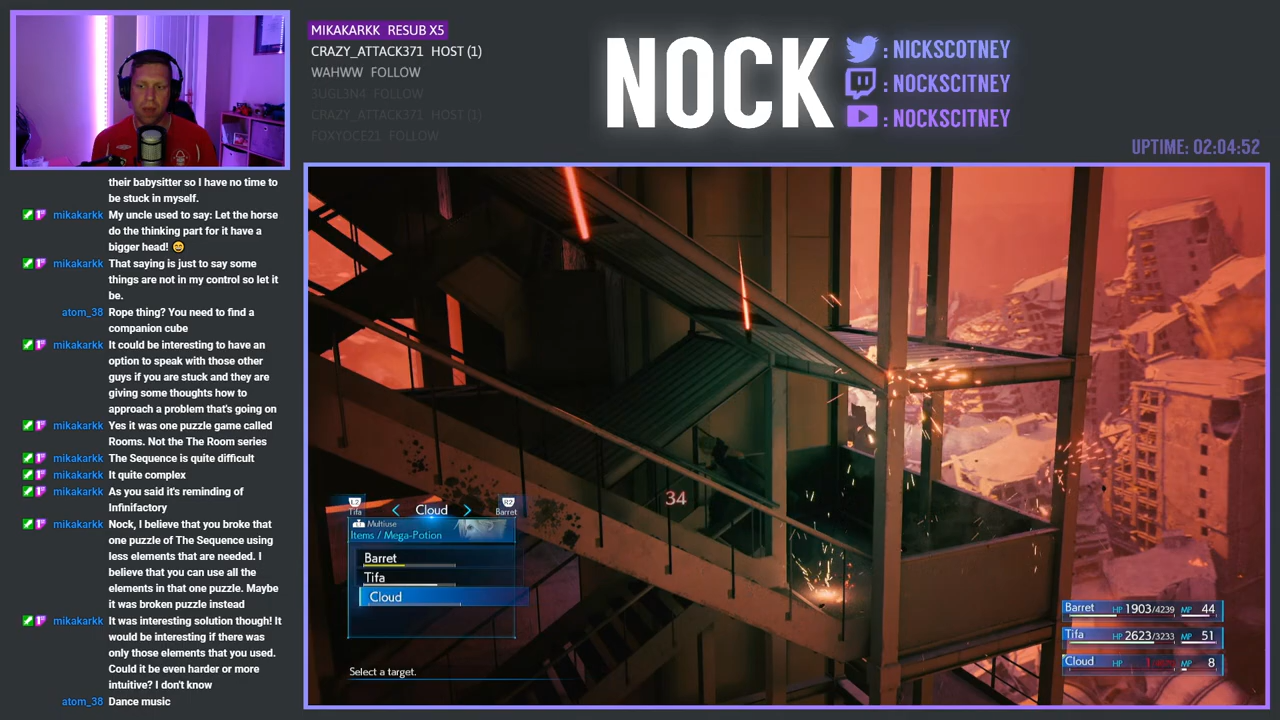 MIKAKARKK RESUB X5
CRAZY_ATTACK371 HOST (1)
WAHWW FOLLOW
3UGL3N4 FOLLOW
CRAZY_ATTACK371 HOST (1)
FOXYOCE21 FOLLOW
NOCK
: NICKSCOTNEY
: NOCKSCITNEY
: NOCKSCITNEY
UPTIME: 02:04:52
their babysitter so I have no time to
be stuck in myself.
mikakarkk My uncle used to say: Let the horse
do the thinking part for it have a
bigger head! 😄
mikakarkk That saying is just to say some
things are not in my control so let it
be.
atom_38 Rope thing? You need to find a
companion cube
mikakarkk It could be interesting to have an
option to speak with those other
guys if you are stuck and they are
giving some thoughts how to
approach a problem that's going on
mikakarkk Yes it was one puzzle game called
Rooms. Not the The Room series
mikakarkk The Sequence is quite difficult
mikakarkk It quite complex
mikakarkk As you said it's reminding of
Infinifactory
mikakarkk Nock, I believe that you broke that
one puzzle of The Sequence using
less elements that are needed. I
believe that you can use all the
elements in that one puzzle. Maybe
it was broken puzzle instead
mikakarkk It was interesting solution though! It
would be interesting if there was
only those elements that you used.
Could it be even harder or more
intuitive? I don't know
atom_38 Dance music
34
L2 R2
Tifa < Cloud > Barret
Multiuse
Items / Mega-Potion
Barret
Tifa
Cloud
Select a target.
Barret HP 1903/4239 MP 44
Tifa HP 2623/3233 MP 51
Cloud HP MP 8